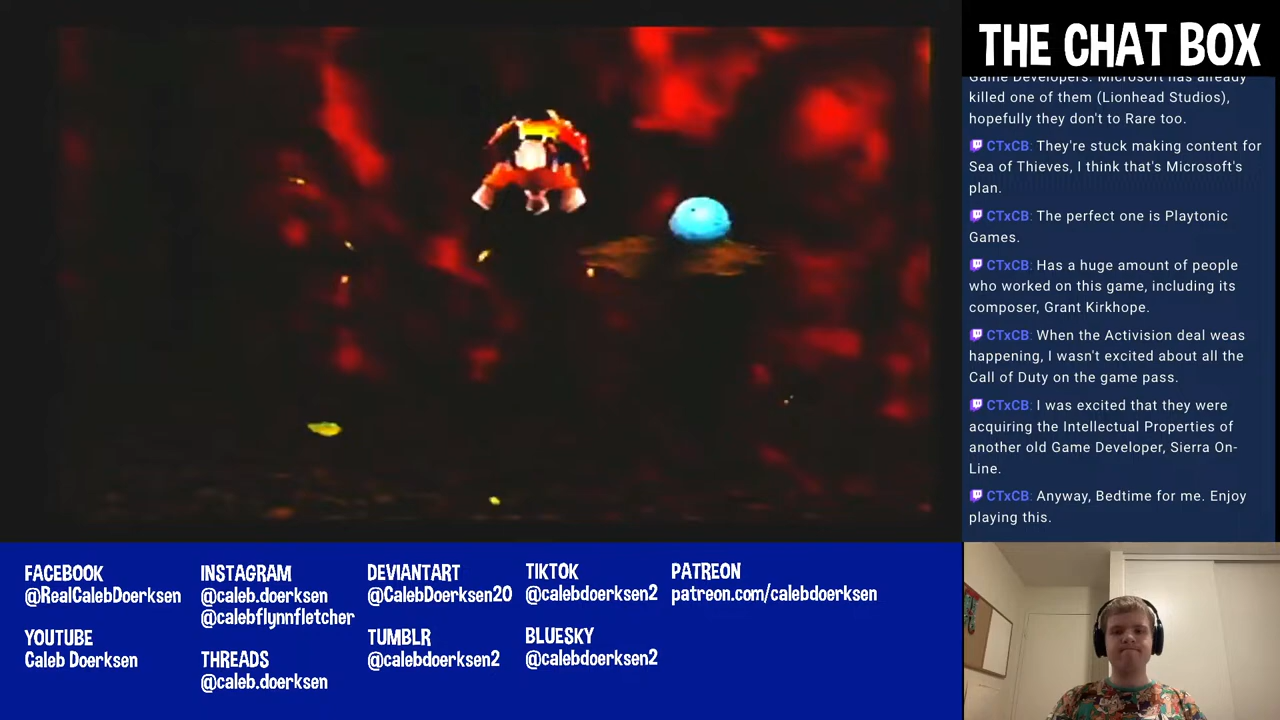 THE CHAT BOX
Game Developers. Microsoft has already
killed one of them (Lionhead Studios),
hopefully they don't to Rare too.
CTxCB: They're stuck making content for
Sea of Thieves, I think that's Microsoft's
plan.
CTxCB: The perfect one is Playtonic
Games.
CTxCB: Has a huge amount of people
who worked on this game, including its
composer, Grant Kirkhope.
CTxCB: When the Activision deal weas
happening, I wasn't excited about all the
Call of Duty on the game pass.
CTxCB: I was excited that they were
acquiring the Intellectual Properties of
another old Game Developer, Sierra On-
Line.
CTxCB: Anyway, Bedtime for me. Enjoy
playing this.
FACEBOOK
@RealCalebDoerksen
YOUTUBE
Caleb Doerksen
INSTAGRAM
@caleb.doerksen
@calebflynnfletcher
THREADS
@caleb.doerksen
DEVIANTART
@CalebDoerksen20
TUMBLR
@calebdoerksen2
TIKTOK
@calebdoerksen2
BLUESKY
@calebdoerksen2
PATREON
patreon.com/calebdoerksen